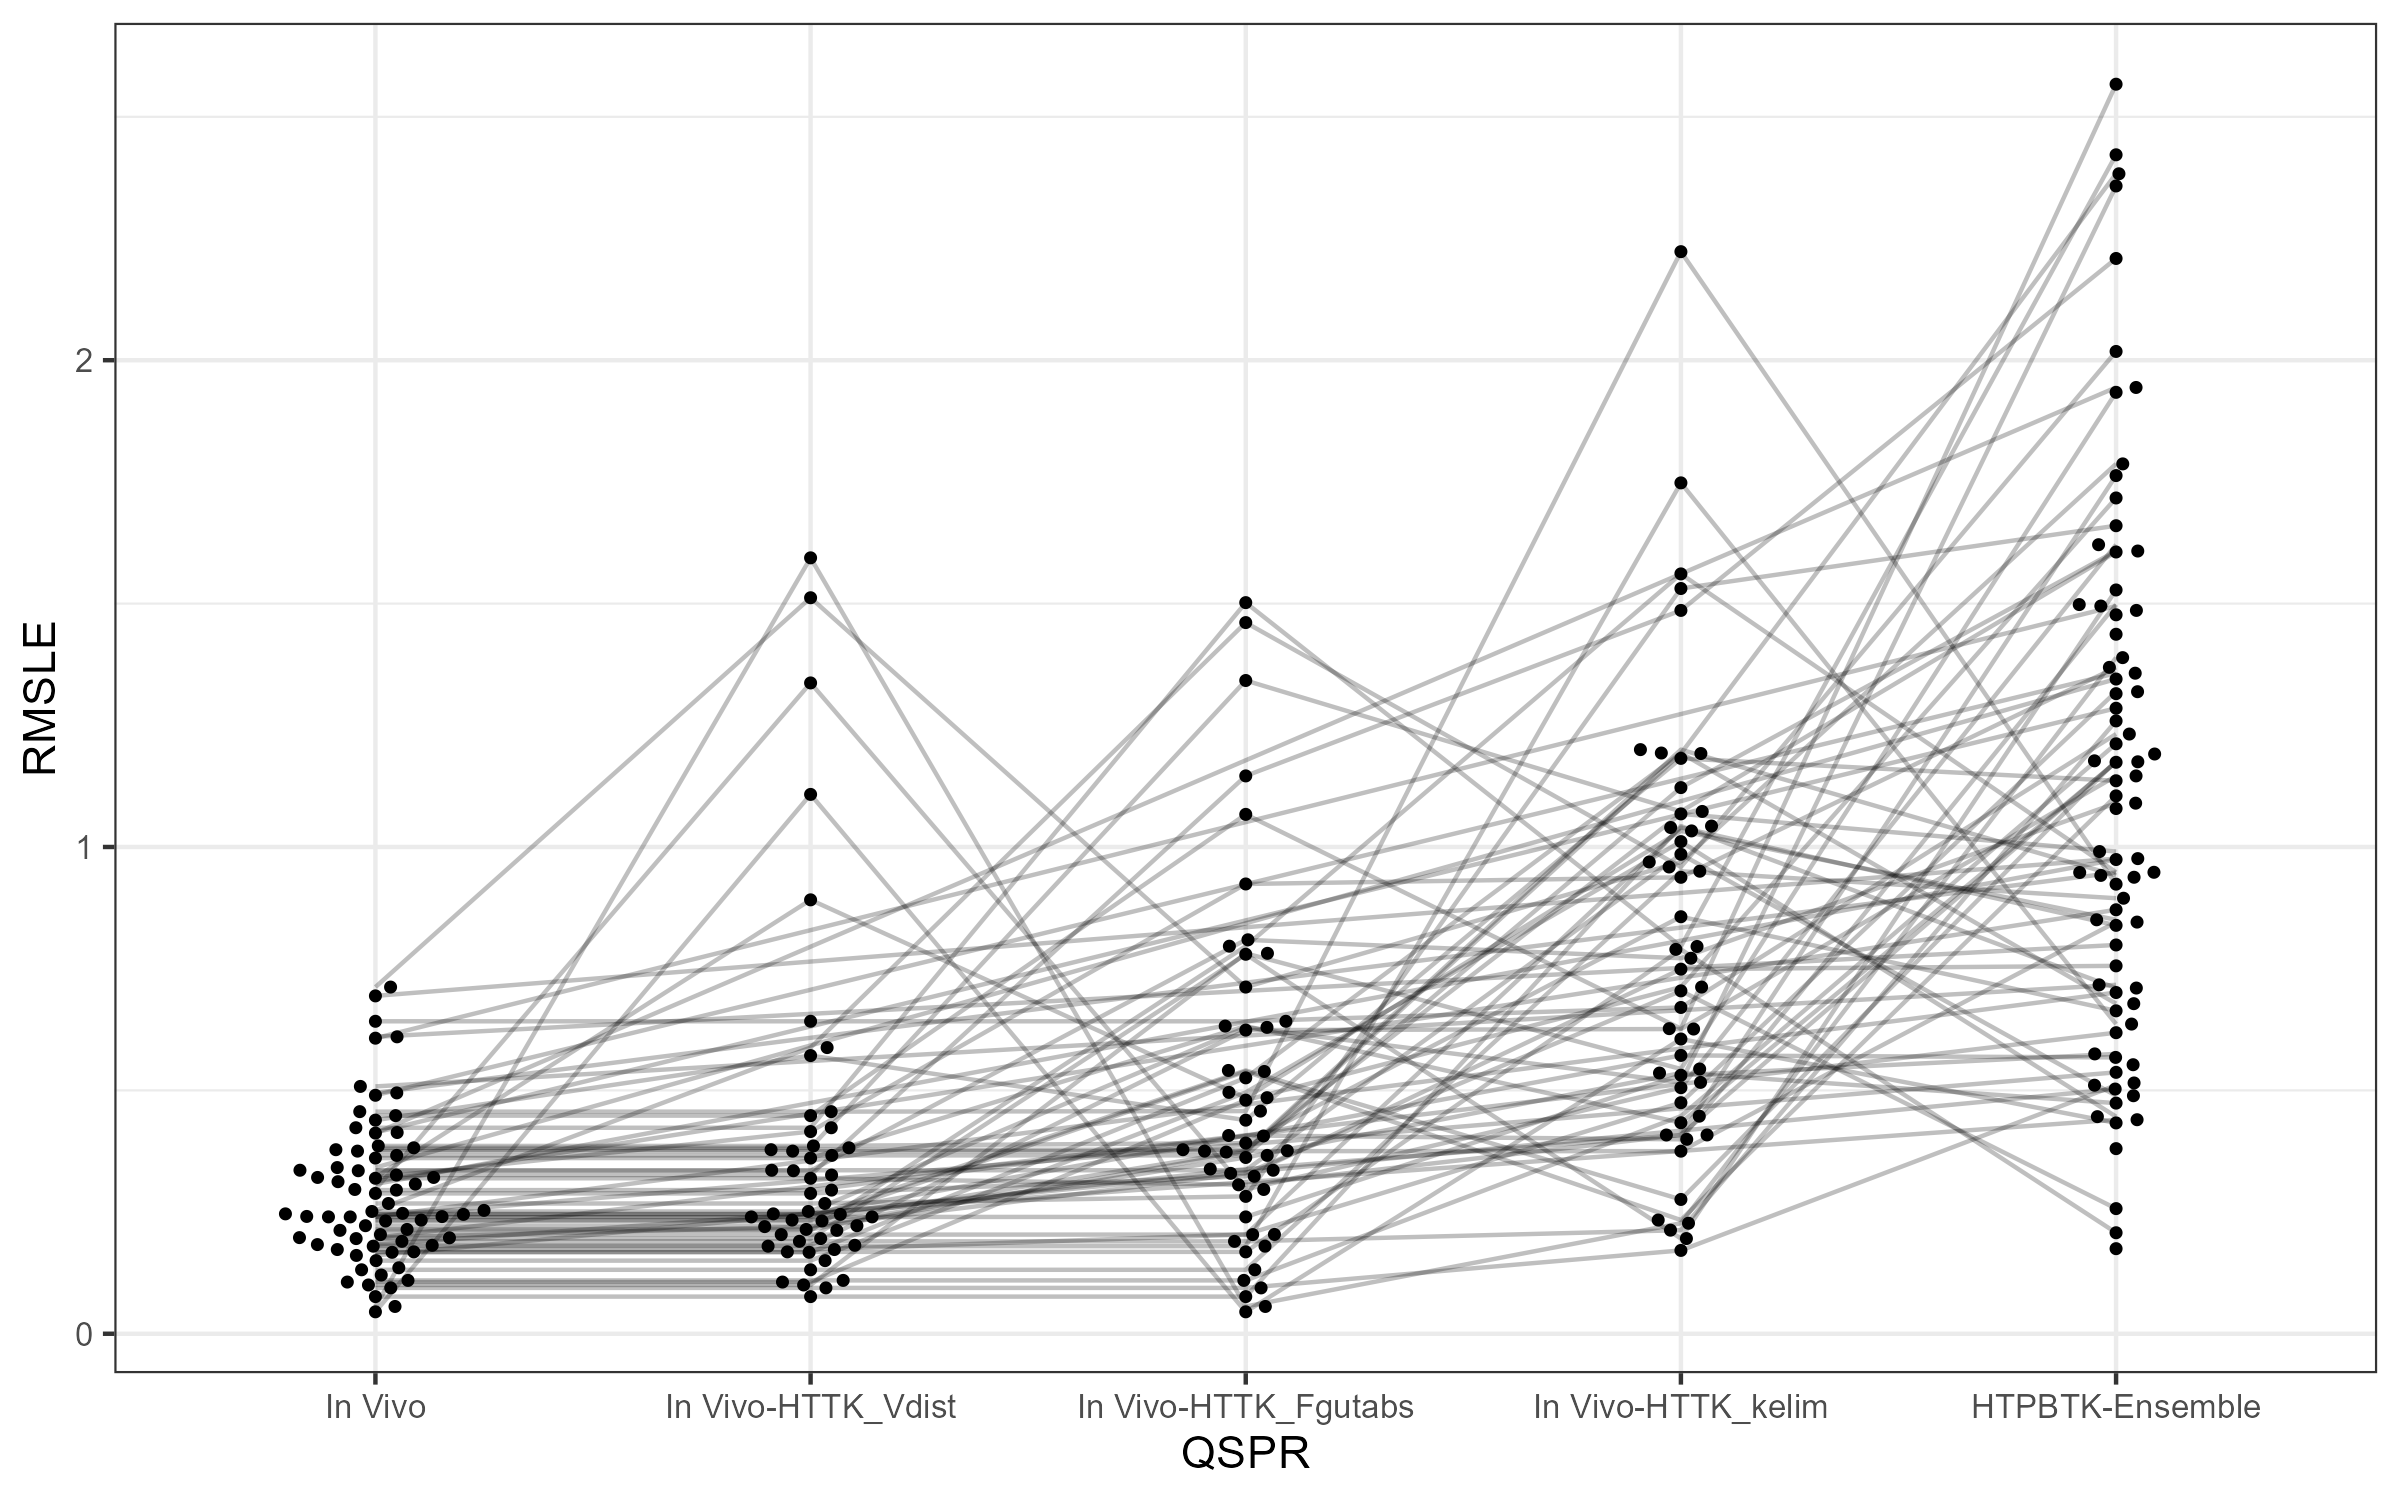 RMSLE
2
1
0
In Vivo
In Vivo-HTTK_Vdist
In Vivo-HTTK_Fgutabs
In Vivo-HTTK_kelim
HTPBTK-Ensemble
QSPR